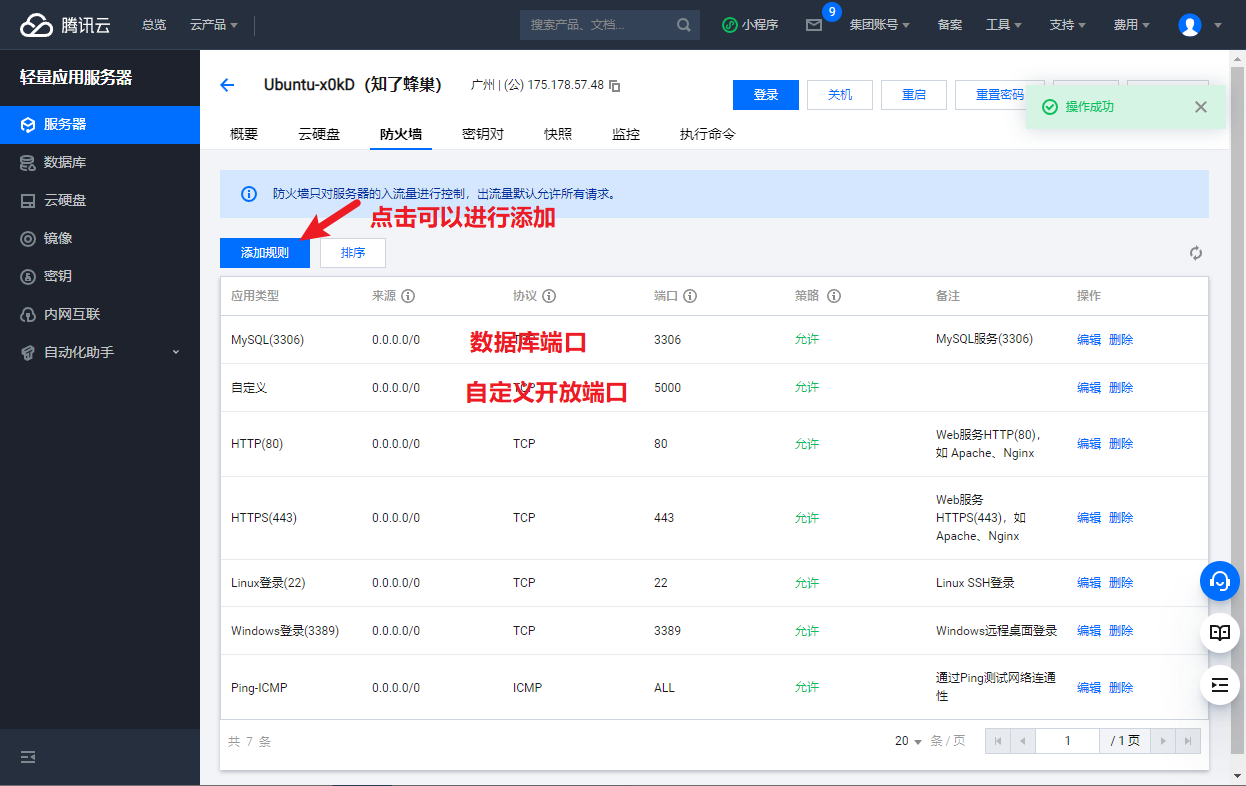 腾讯云 总览 云产品 搜索产品、文档... 小程序 9 集团账号 备案 工具 支持 费用
轻量应用服务器
服务器
数据库
云硬盘
镜像
密钥
内网互联
自动化助手
Ubuntu-x0kD（知了蜂巢） 广州 | (公) 175.178.57.48 登录 关机 重启 重置密码
操作成功
概要 云硬盘 防火墙 密钥对 快照 监控 执行命令
防火墙只对服务器的入流量进行控制，出流量默认允许所有请求。
点击可以进行添加
添加规则 排序
应用类型 来源 协议 端口 策略 备注 操作
MySQL(3306) 0.0.0.0/0 数据库端口 3306 允许 MySQL服务(3306) 编辑 删除
自定义 0.0.0.0/0 TCP 自定义开放端口 5000 允许 编辑 删除
HTTP(80) 0.0.0.0/0 TCP 80 允许 Web服务HTTP(80)，
如 Apache、Nginx 编辑 删除
HTTPS(443) 0.0.0.0/0 TCP 443 允许 Web服务
HTTPS(443)，如
Apache、Nginx 编辑 删除
Linux登录(22) 0.0.0.0/0 TCP 22 允许 Linux SSH登录 编辑 删除
Windows登录(3389) 0.0.0.0/0 TCP 3389 允许 Windows远程桌面登录 编辑 删除
Ping-ICMP 0.0.0.0/0 ICMP ALL 允许 通过Ping测试网络连通
性 编辑 删除
共 7 条 20 条 / 页 1 / 1 页